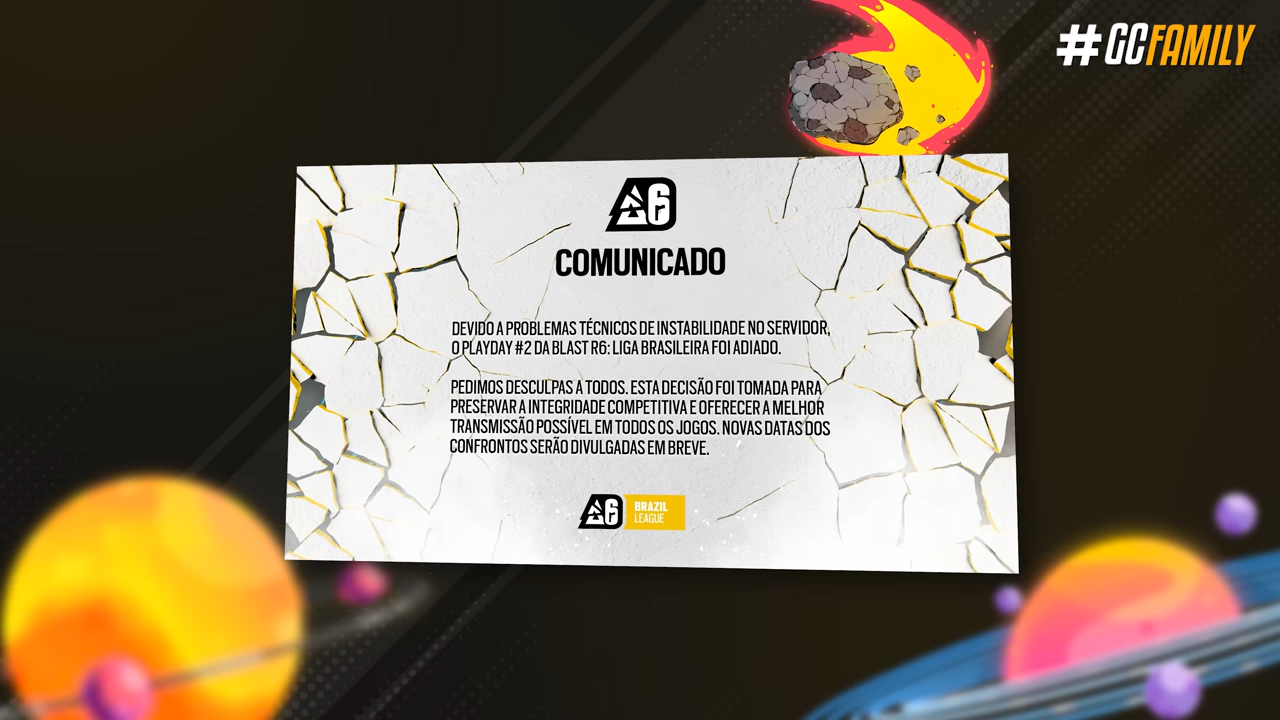 #GCFAMILY
COMUNICADO
DEVIDO A PROBLEMAS TÉCNICOS DE INSTABILIDADE NO SERVIDOR,
O PLAYDAY #2 DA BLAST R6: LIGA BRASILEIRA FOI ADIADO.
PEDIMOS DESCULPAS A TODOS. ESTA DECISÃO FOI TOMADA PARA
PRESERVAR A INTEGRIDADE COMPETITIVA E OFERECER A MELHOR
TRANSMISSÃO POSSÍVEL EM TODOS OS JOGOS. NOVAS DATAS DOS
CONFRONTOS SERÃO DIVULGADAS EM BREVE.
6 BRAZIL
LEAGUE